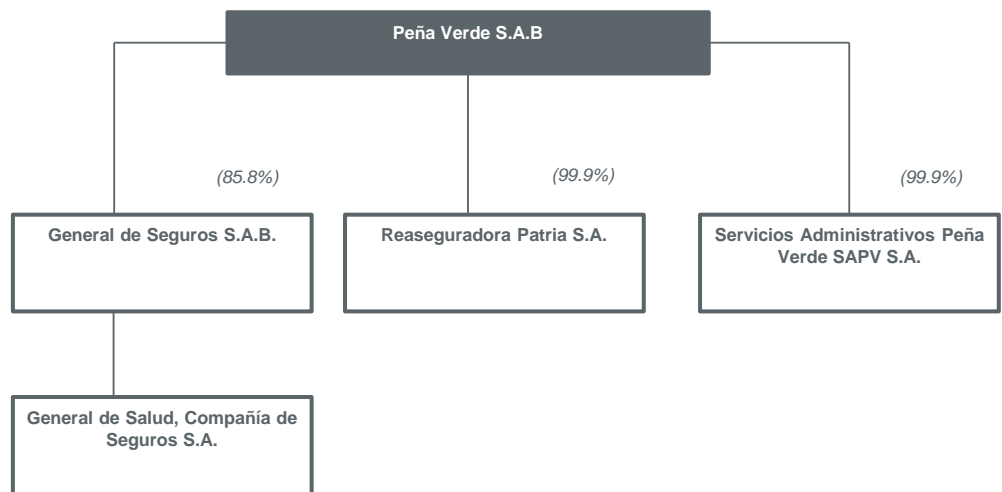 Peña Verde S.A.B
(85.8%)
(99.9%)
(99.9%)
General de Seguros S.A.B.
Reaseguradora Patria S.A.
Servicios Administrativos Peña
Verde SAPV S.A.
General de Salud, Compañía de
Seguros S.A.